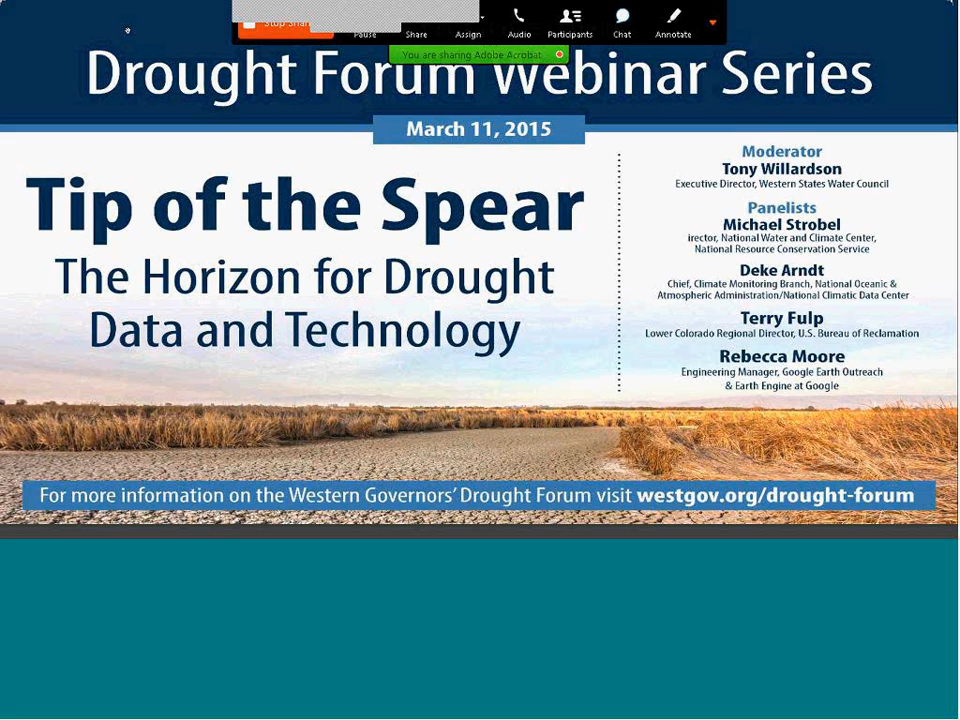 Stop Shar
Pause
Share
Assign
Audio
Participants
Chat
Annotate
You are sharing Adobe Acrobat
Drought Forum Webinar Series
March 11, 2015
Tip of the Spear
The Horizon for Drought
Data and Technology
Moderator
Tony Willardson
Executive Director, Western States Water Council
Panelists
Michael Strobel
irector, National Water and Climate Center,
National Resource Conservation Service
Deke Arndt
Chief, Climate Monitoring Branch, National Oceanic &
Atmospheric Administration/National Climatic Data Center
Terry Fulp
Lower Colorado Regional Director, U.S. Bureau of Reclamation
Rebecca Moore
Engineering Manager, Google Earth Outreach
& Earth Engine at Google
For more information on the Western Governors' Drought Forum visit westgov.org/drought-forum